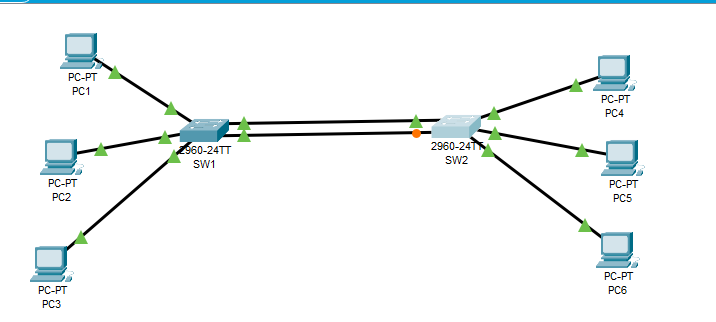 PC-PT
PC1
PC-PT
PC4
2960-24TT
SW1
2960-24TT
SW2
PC-PT
PC2
PC-PT
PC5
PC-PT
PC3
PC-PT
PC6